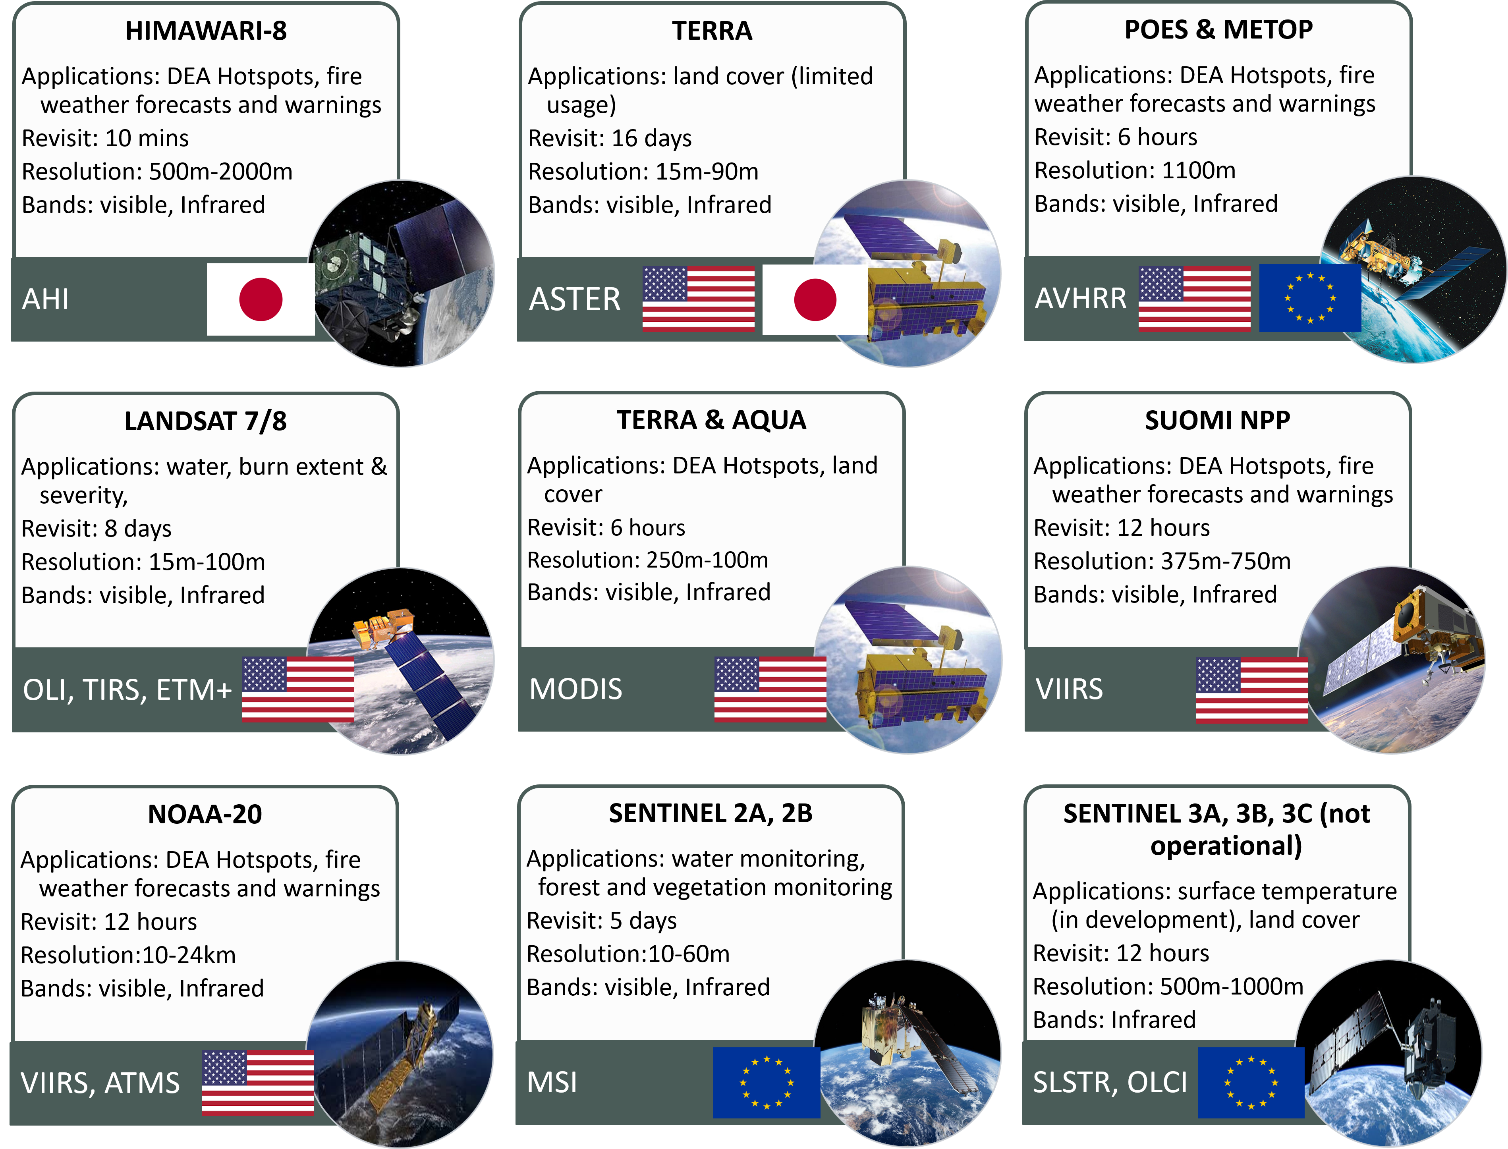 HIMAWARI-8
Applications: DEA Hotspots, fire
weather forecasts and warnings
Revisit: 10 mins
Resolution: 500m-2000m
Bands: visible, Infrared
AHI
TERRA
Applications: land cover (limited
usage)
Revisit: 16 days
Resolution: 15m-90m
Bands: visible, Infrared
ASTER
POES & METOP
Applications: DEA Hotspots, fire
weather forecasts and warnings
Revisit: 6 hours
Resolution: 1100m
Bands: visible, Infrared
AVHRR
LANDSAT 7/8
Applications: water, burn extent &
severity,
Revisit: 8 days
Resolution: 15m-100m
Bands: visible, Infrared
OLI, TIRS, ETM+
TERRA & AQUA
Applications: DEA Hotspots, land
cover
Revisit: 6 hours
Resolution: 250m-100m
Bands: visible, Infrared
MODIS
SUOMI NPP
Applications: DEA Hotspots, fire
weather forecasts and warnings
Revisit: 12 hours
Resolution: 375m-750m
Bands: visible, Infrared
VIIRS
NOAA-20
Applications: DEA Hotspots, fire
weather forecasts and warnings
Revisit: 12 hours
Resolution:10-24km
Bands: visible, Infrared
VIIRS, ATMS
SENTINEL 2A, 2B
Applications: water monitoring,
forest and vegetation monitoring
Revisit: 5 days
Resolution:10-60m
Bands: visible, Infrared
MSI
SENTINEL 3A, 3B, 3C (not
operational)
Applications: surface temperature
(in development), land cover
Revisit: 12 hours
Resolution: 500m-1000m
Bands: Infrared
SLSTR, OLCI